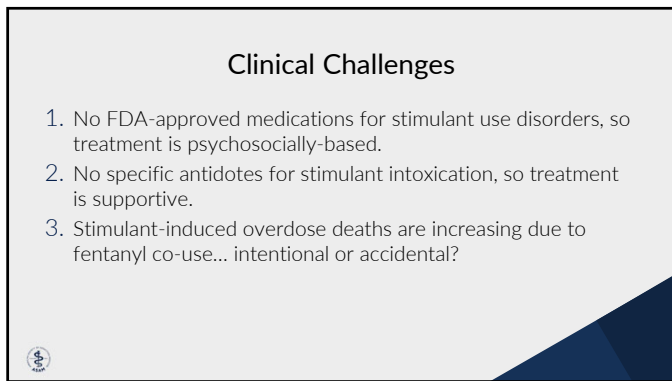 Clinical Challenges
1. No FDA-approved medications for stimulant use disorders, so
treatment is psychosocially-based.
2. No specific antidotes for stimulant intoxication, so treatment
is supportive.
3. Stimulant-induced overdose deaths are increasing due to
fentanyl co-use... intentional or accidental?
ASAM